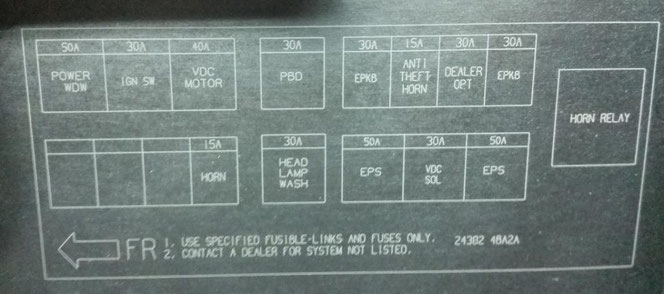 50A 30A 40A 30A 30A 15A 30A 30A
POWER WDW
IGN SW
VDC MOTOR
PBD
EPKB
ANTI THEFT HORN
DEALER OPT
EPKB
HORN RELAY
15A 30A 50A 30A 50A
HORN
HEAD LAMP WASH
EPS
VDC SOL
EPS
FR
1. USE SPECIFIED FUSIBLE-LINKS AND FUSES ONLY. 24382 4BA2A
2. CONTACT A DEALER FOR SYSTEM NOT LISTED.